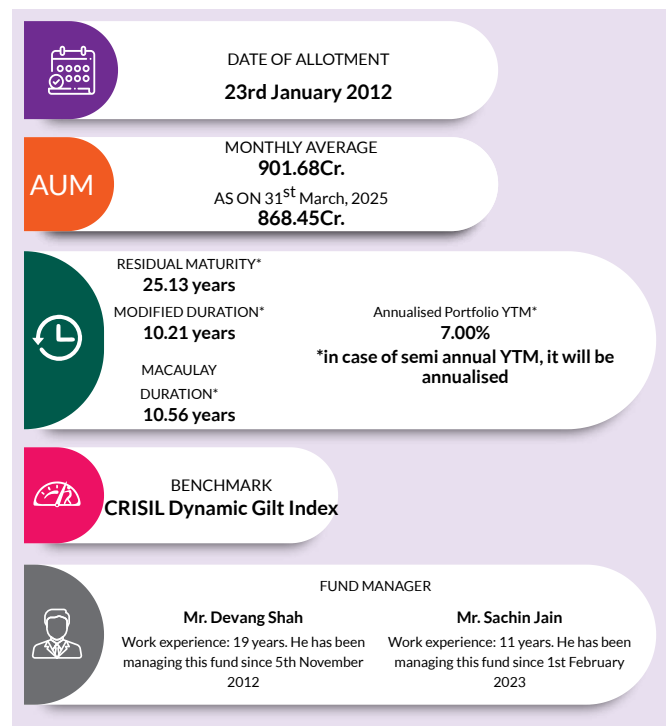 DATE OF ALLOTMENT
23rd January 2012
AUM
MONTHLY AVERAGE
901.68Cr.
AS ON 31st March, 2025
868.45Cr.
RESIDUAL MATURITY*
25.13 years
MODIFIED DURATION*
10.21 years
MACAULAY
DURATION*
10.56 years
Annualised Portfolio YTM*
7.00%
*in case of semi annual YTM, it will be
annualised
BENCHMARK
CRISIL Dynamic Gilt Index
FUND MANAGER
Mr. Devang Shah
Work experience: 19 years. He has been
managing this fund since 5th November
2012
Mr. Sachin Jain
Work experience: 11 years. He has been
managing this fund since 1st February
2023